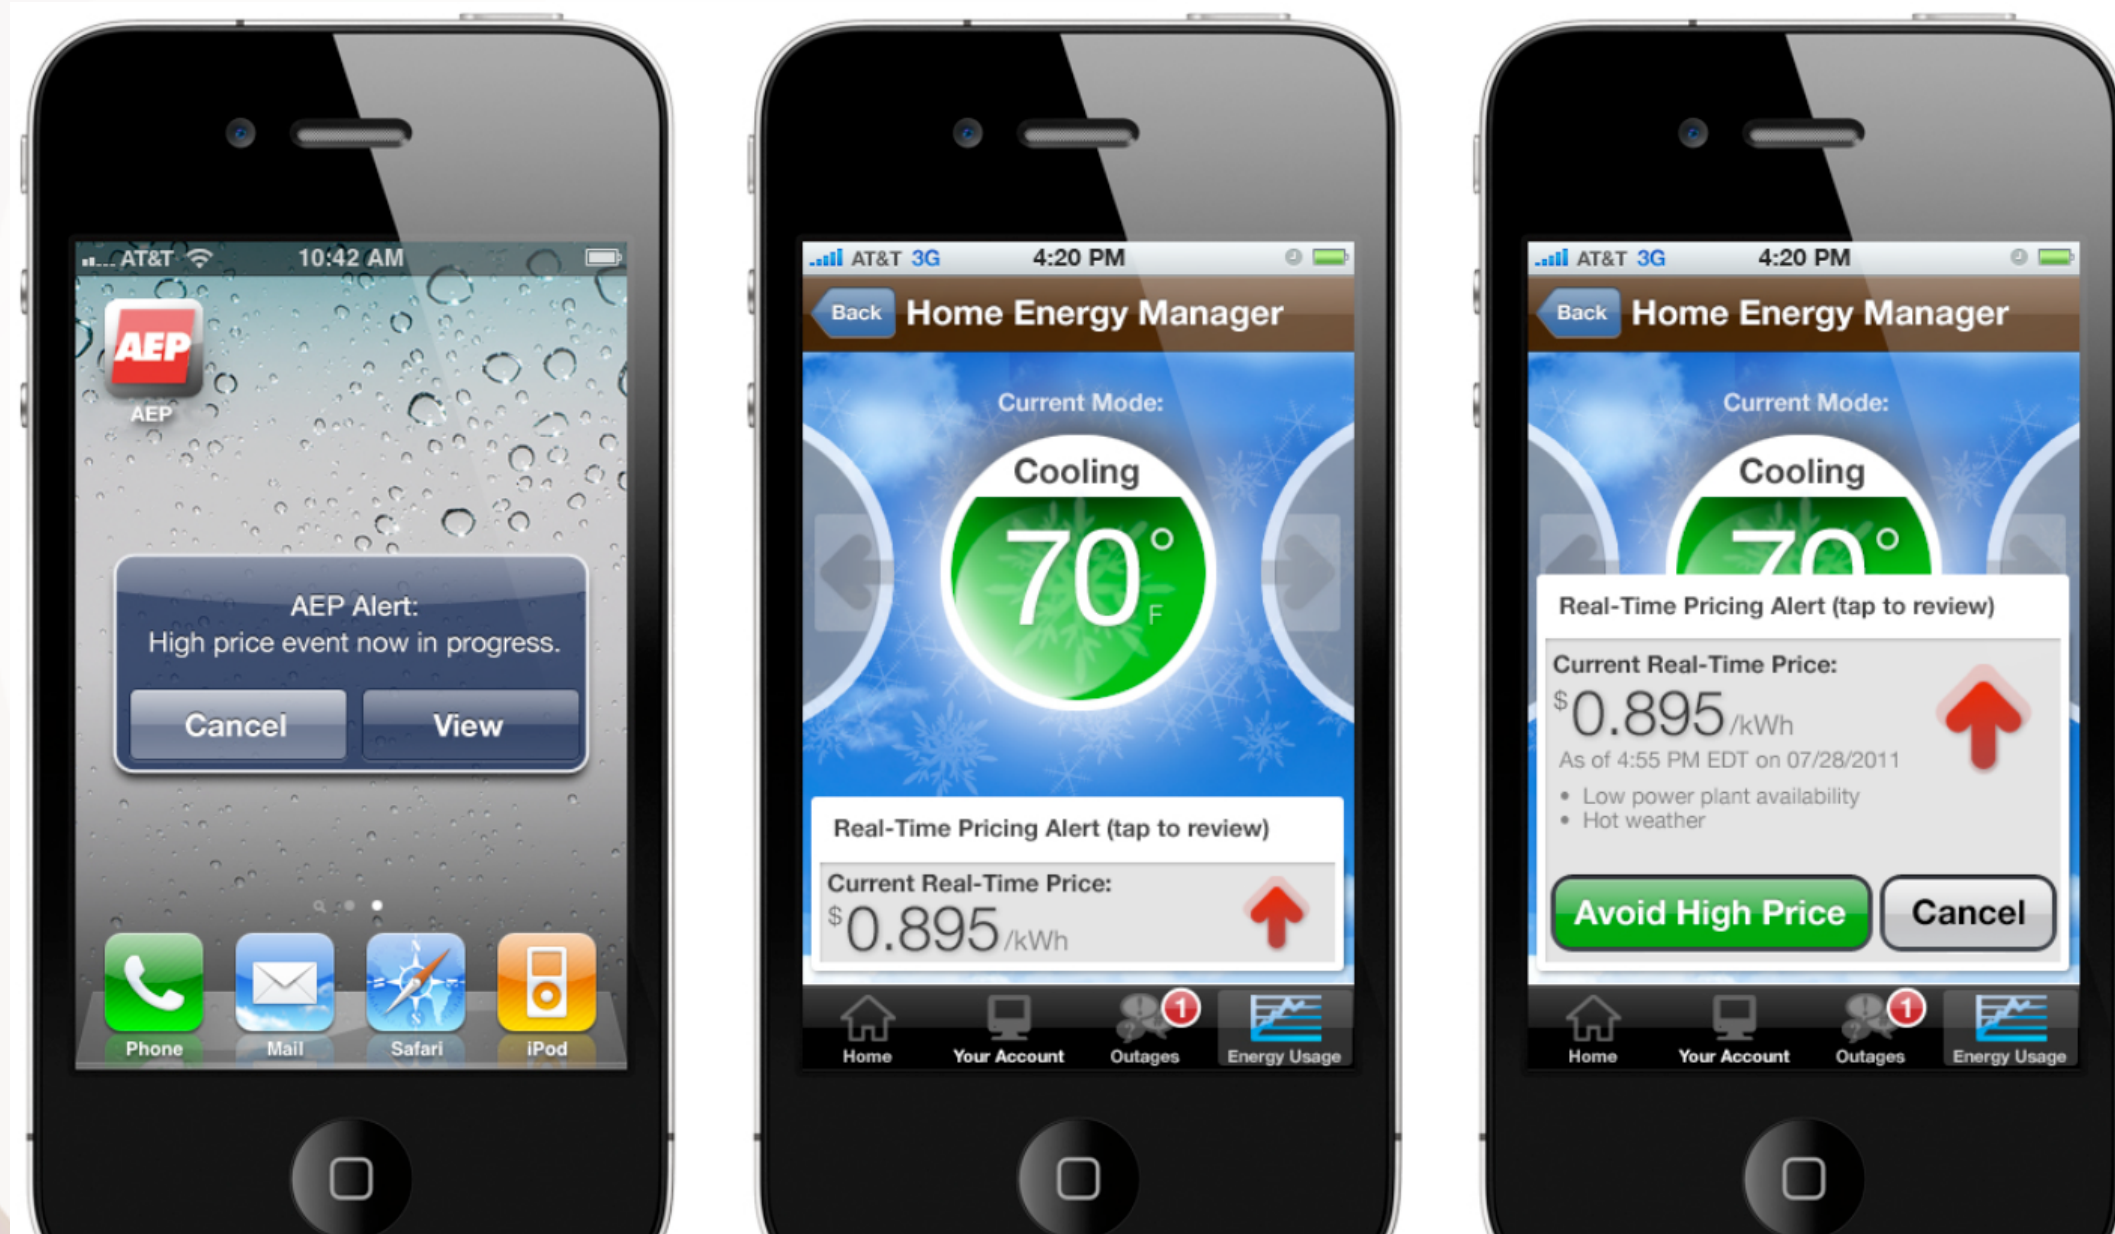 AT&T 10:42 AM
AEP
AEP
AEP Alert:
High price event now in progress.
Cancel View
Phone Mail Safari iPod
AT&T 3G 4:20 PM
Back Home Energy Manager
Current Mode:
Cooling
70°
F
Real-Time Pricing Alert (tap to review)
Current Real-Time Price:
$0.895/kWh
1
Home Your Account Outages Energy Usage
AT&T 3G 4:20 PM
Back Home Energy Manager
Current Mode:
Cooling
70°
Real-Time Pricing Alert (tap to review)
Current Real-Time Price:
$0.895/kWh
As of 4:55 PM EDT on 07/28/2011
• Low power plant availability
• Hot weather
Avoid High Price Cancel
1
Home Your Account Outages Energy Usage